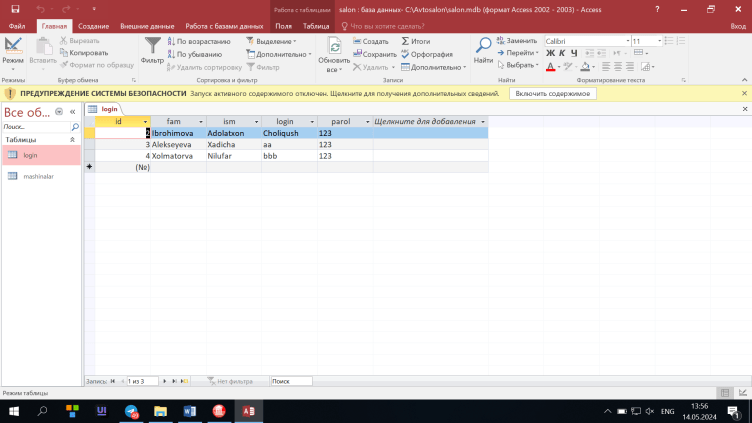 Работа с таблицами
salon : база данных- C:\Avtosalon\salon.mdb (формат Access 2002 - 2003) - Access
?
Файл Главная Создание Внешние данные Работа с базами данных Поля Таблица Что вы хотите сделать? Вход
Режим
Вставить
Вырезать
Копировать
Формат по образцу
Фильтр
По возрастанию
По убыванию
Удалить сортировку
Выделение
Дополнительно
Фильтр
Обновить
все
Создать
Сохранить
Удалить
Итоги
Орфография
Дополнительно
Найти
Заменить
Перейти
Выбрать
Calibri 11
Ж К Ч
Режимы Буфер обмена Сортировка и фильтр Записи Найти Форматирование текста
ПРЕДУПРЕЖДЕНИЕ СИСТЕМЫ БЕЗОПАСНОСТИ Запуск активного содержимого отключен. Щелкните для получения дополнительных сведений. Включить содержимое
Все об...
Поиск...
Таблицы
login
mashinalar
login
id fam ism login parol Щелкните для добавления
2 Ibrohimova Adolatxon Choliqush 123
3 Alekseyeva Xadicha aa 123
4 Xolmatorva Nilufar bbb 123
(№)
Запись: 1 из 3 Нет фильтра Поиск
Режим таблицы
UI
ENG
13:56
14.05.2024
1